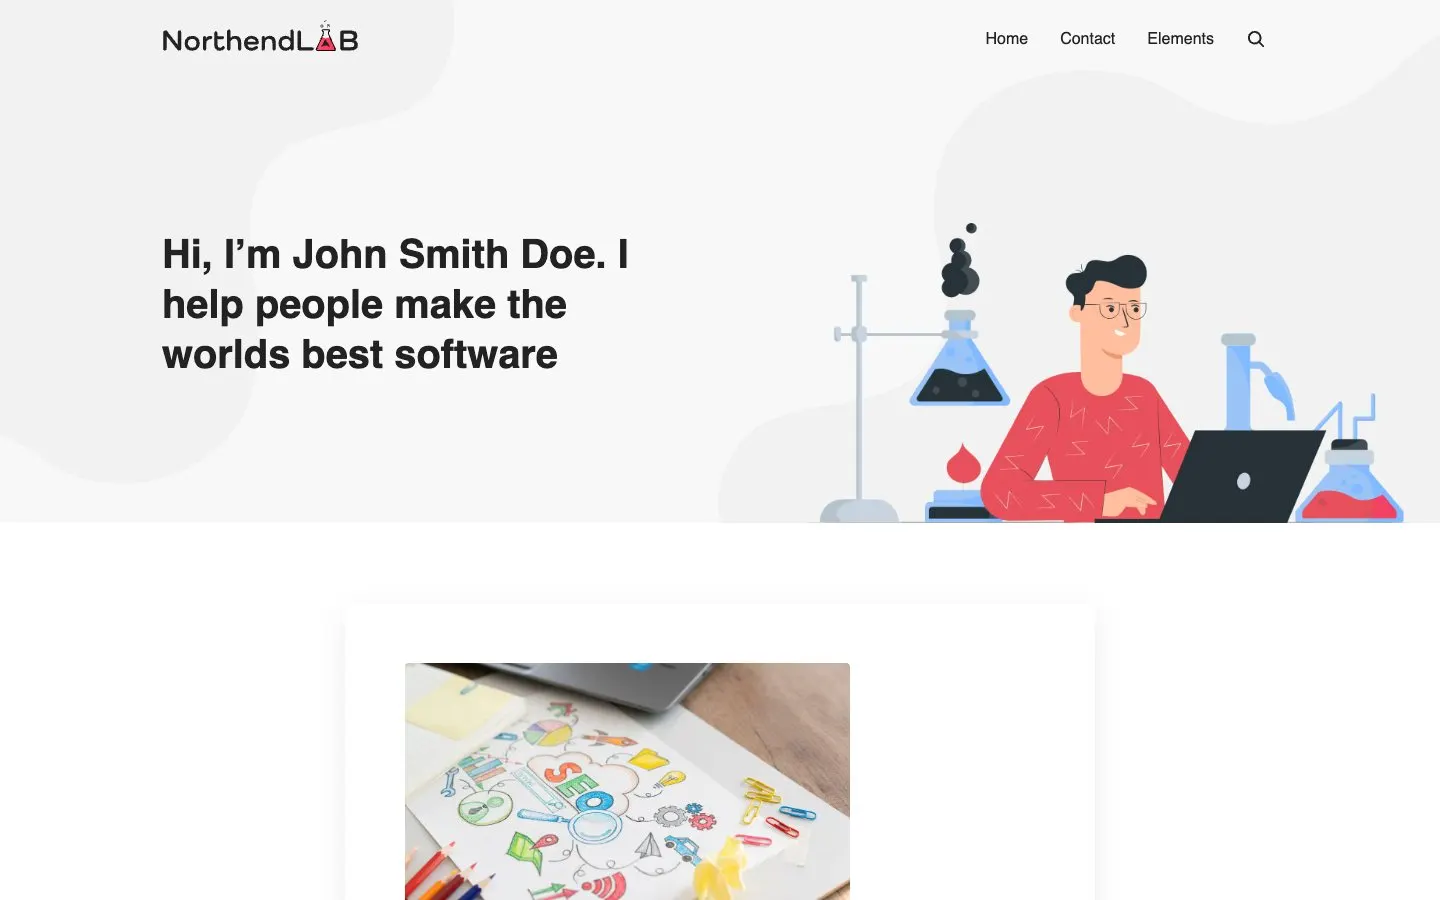 NorthendLAB
Home
Contact
Elements
Hi, I’m John Smith Doe. I
help people make the
worlds best software
SEO